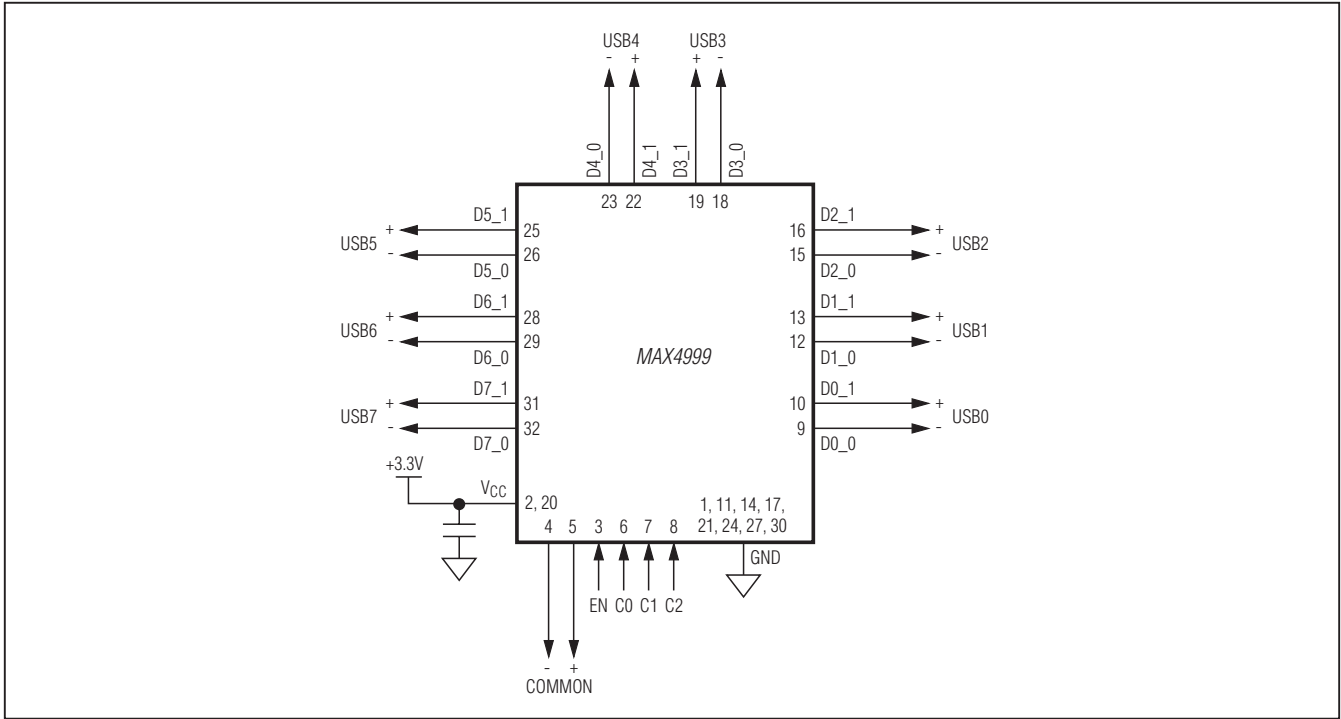 USB4 USB3
- + + -
D4_0 D4_1 D3_1 D3_0
23 22 19 18
D5_1 D2_1
+ 25 16 +
USB5 USB2
- 26 15 -
D5_0 D2_0
D6_1 D1_1
+ 28 13 +
USB6 USB1
- 29 12 -
D6_0 D1_0
MAX4999
D7_1 D0_1
+ 31 10 +
USB7 USB0
- 32 9 -
D7_0 D0_0
+3.3V
VCC
2, 20 1, 11, 14, 17,
4 5 3 6 7 8 21, 24, 27, 30
GND
EN C0 C1 C2
- +
COMMON